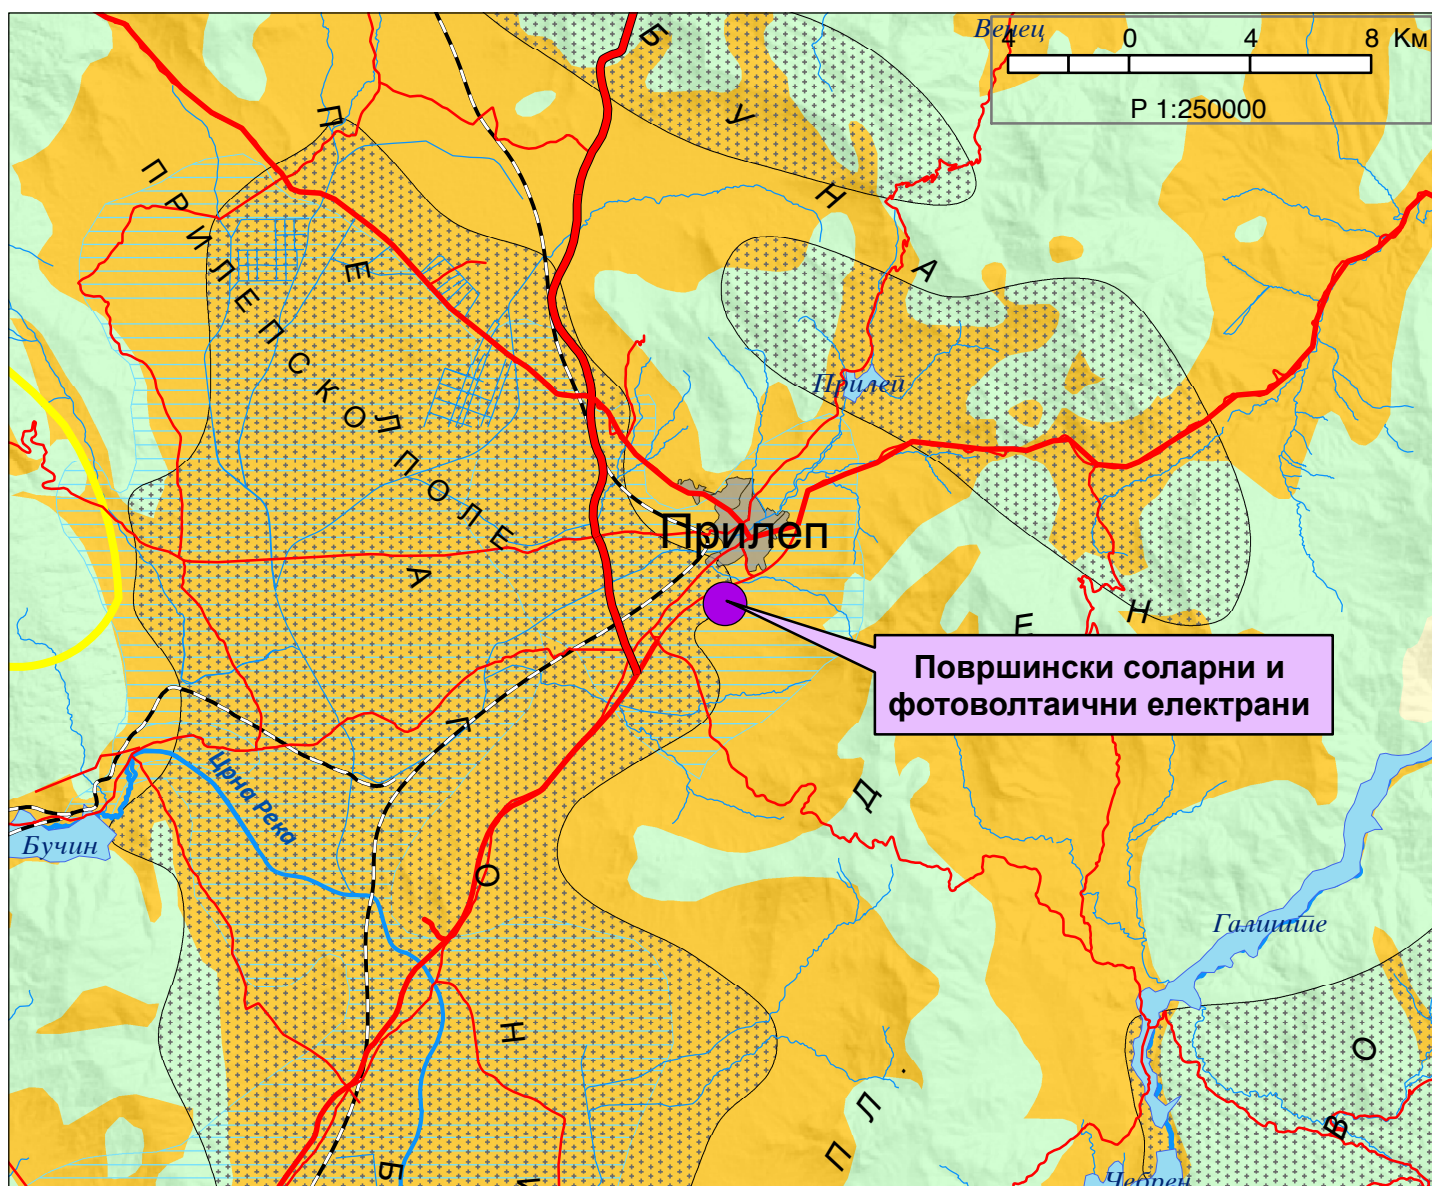 Венец
4 0 4 8 Км
Р 1:250000
ПРИЛЕПСКО ПОЛЕ
ПЕЛАГОН
Б У Н А
Прилеп
Прилеп
Е Н
Површински соларни и
фотоволтаични електрани
Црна Река
Бучин
Д
Галиште
П Л
В О
Б И
Чебрен